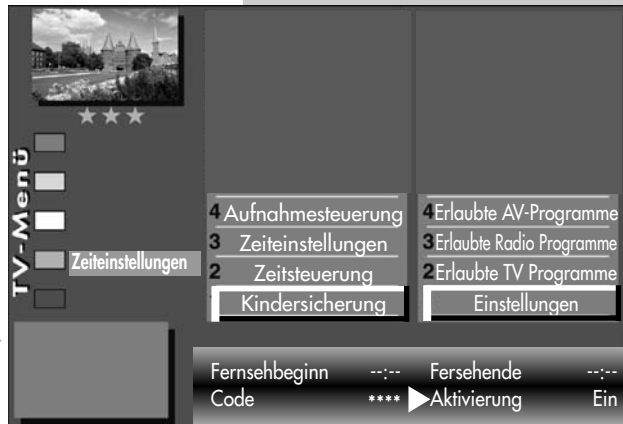 TV-Menü
4 Aufnahmesteuerung
3 Zeiteinstellungen
2 Zeitsteuerung
Kindersicherung
4 Erlaubte AV-Programme
3 Erlaubte Radio Programme
2 Erlaubte TV Programme
Einstellungen
Zeiteinstellungen
Fernsehbeginn --:-- Fersehende --:--
Code **** Aktivierung Ein